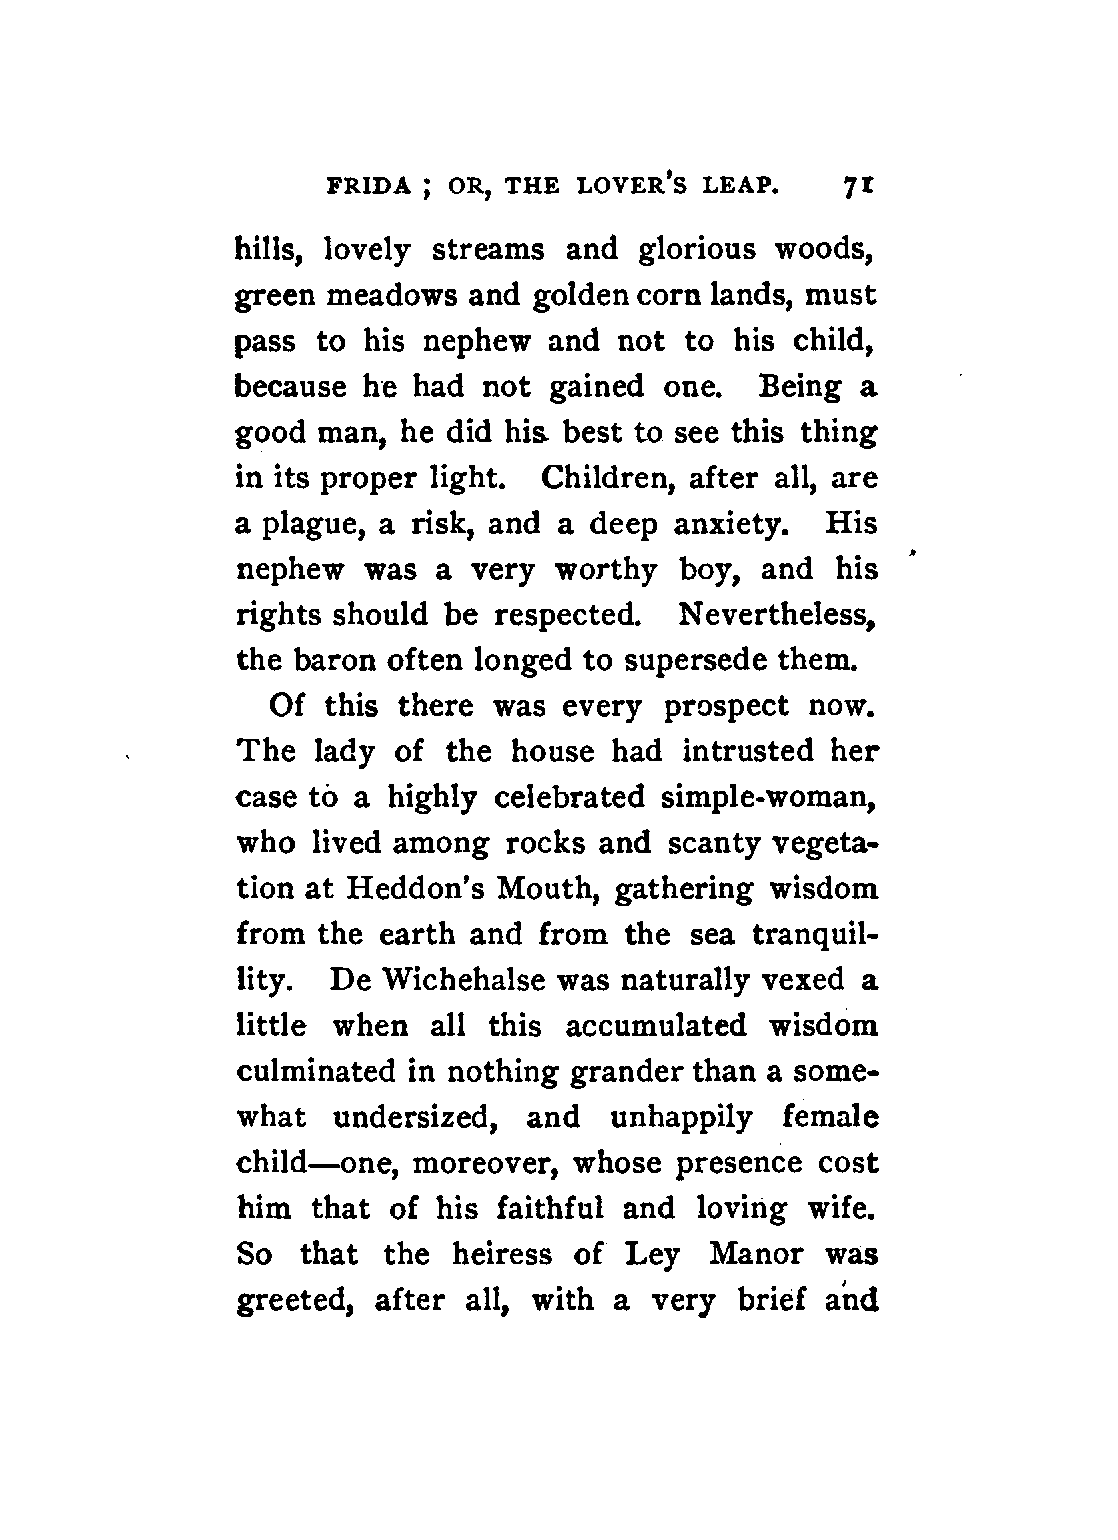 FRIDA ; OR, THE LOVER'S LEAP. 71
hills, lovely streams and glorious woods,
green meadows and golden corn lands, must
pass to his nephew and not to his child,
because he had not gained one. Being a
good man, he did his best to see this thing
in its proper light. Children, after all, are
a plague, a risk, and a deep anxiety. His
nephew was a very worthy boy, and his
rights should be respected. Nevertheless,
the baron often longed to supersede them.
Of this there was every prospect now.
The lady of the house had intrusted her
case to a highly celebrated simple-woman,
who lived among rocks and scanty vegeta-
tion at Heddon's Mouth, gathering wisdom
from the earth and from the sea tranquil-
lity. De Wichehalse was naturally vexed a
little when all this accumulated wisdom
culminated in nothing grander than a some-
what undersized, and unhappily female
child—one, moreover, whose presence cost
him that of his faithful and loving wife.
So that the heiress of Ley Manor was
greeted, after all, with a very brief and